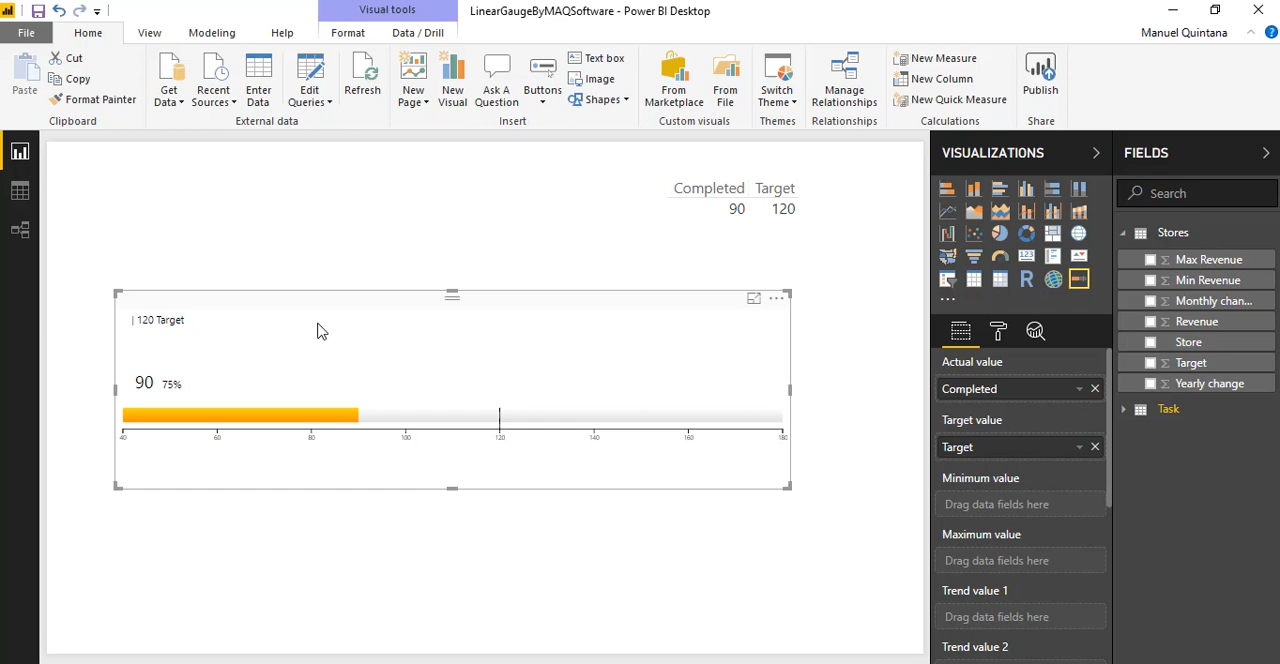 Visual tools
LinearGaugeByMAQSoftware - Power BI Desktop
File
Home
View
Modeling
Help
Format
Data / Drill
Manuel Quintana
Paste
Cut
Copy
Format Painter
Clipboard
Get Data
Recent Sources
Enter Data
Edit Queries
Refresh
External data
New Page
New Visual
Ask A Question
Buttons
Text box
Image
Shapes
Insert
From Marketplace
From File
Custom visuals
Switch Theme
Themes
Manage Relationships
Relationships
New Measure
New Column
New Quick Measure
Calculations
Publish
Share
Completed Target
90 120
| 120 Target
90 75%
40 60 80 100 120 140 160 180
VISUALIZATIONS
123
R
Actual value
Completed
Target value
Target
Minimum value
Drag data fields here
Maximum value
Drag data fields here
Trend value 1
Drag data fields here
Trend value 2
FIELDS
Search
Stores
Σ Max Revenue
Σ Min Revenue
Σ Monthly chan...
Σ Revenue
Store
Σ Target
Σ Yearly change
Task